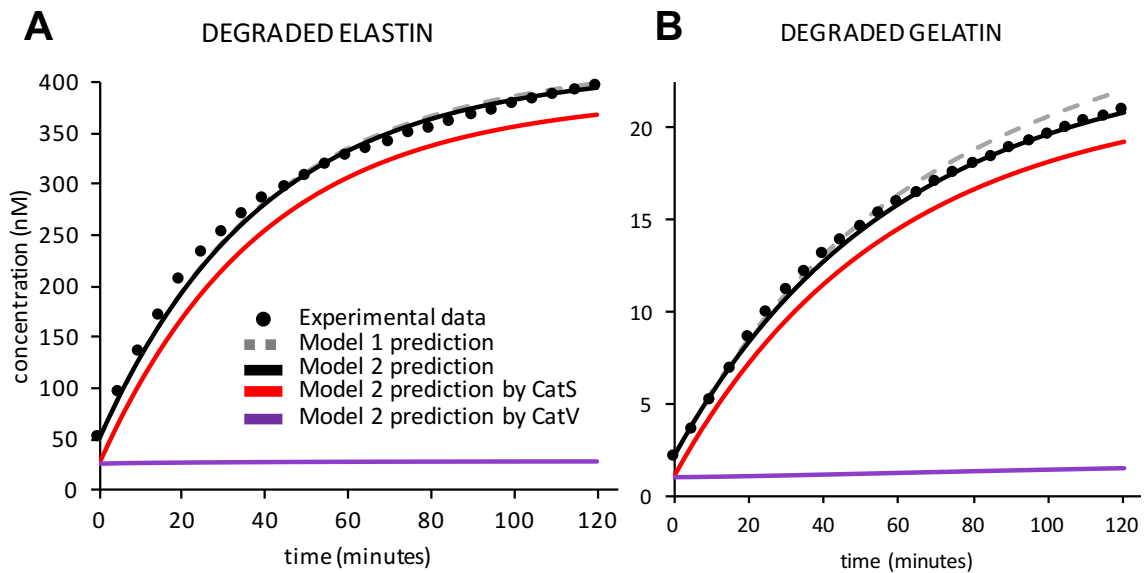 A
DEGRADED ELASTIN
concentration (nM)
400
350
300
250
200
150
100
50
0
Experimental data
Model 1 prediction
Model 2 prediction
Model 2 prediction by CatS
Model 2 prediction by CatV
0 20 40 60 80 100 120
time (minutes)
B
DEGRADED GELATIN
20
15
10
5
0
0 20 40 60 80 100 120
time (minutes)